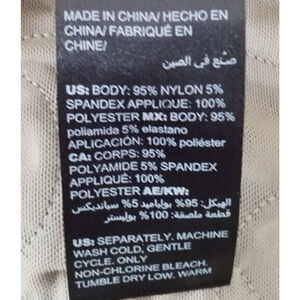 MADE IN CHINA/ HECHO EN
CHINA/ FABRIQUÉ EN
CHINE/
صنع في الصين
US: BODY: 95% NYLON 5%
SPANDEX APPLIQUE: 100%
POLYESTER MX: BODY: 95%
poliamida 5% elastano
APLICACIÓN: 100% poliéster
CA: CORPS: 95%
POLYAMIDE 5% SPANDEX
APPLIQUÉ: 100%
POLYESTER AE/KW:
الهيكل: 95% بوليامید 5% سباندیکس
قطعة ملصقة: 100% بوليستر
US: SEPARATELY. MACHINE
WASH COLD, GENTLE
CYCLE. ONLY
NON-CHLORINE BLEACH.
TUMBLE DRY LOW. WARM